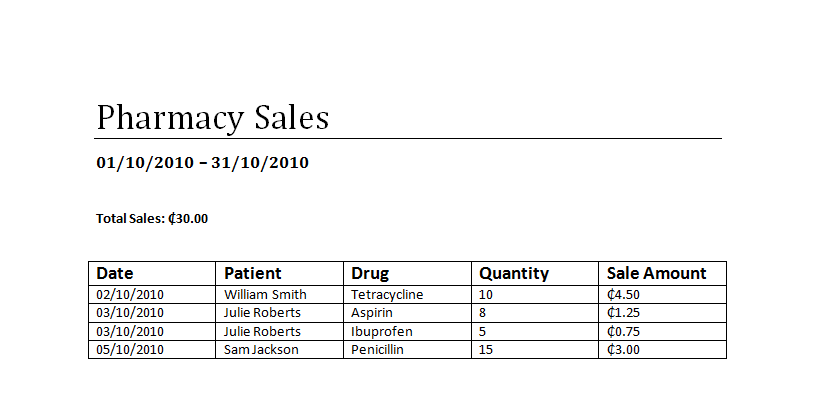 Pharmacy Sales
01/10/2010 – 31/10/2010
Total Sales: ₵30.00
Date Patient Drug Quantity Sale Amount
02/10/2010 William Smith Tetracycline 10 ₵4.50
03/10/2010 Julie Roberts Aspirin 8 ₵1.25
03/10/2010 Julie Roberts Ibuprofen 5 ₵0.75
05/10/2010 Sam Jackson Penicillin 15 ₵3.00